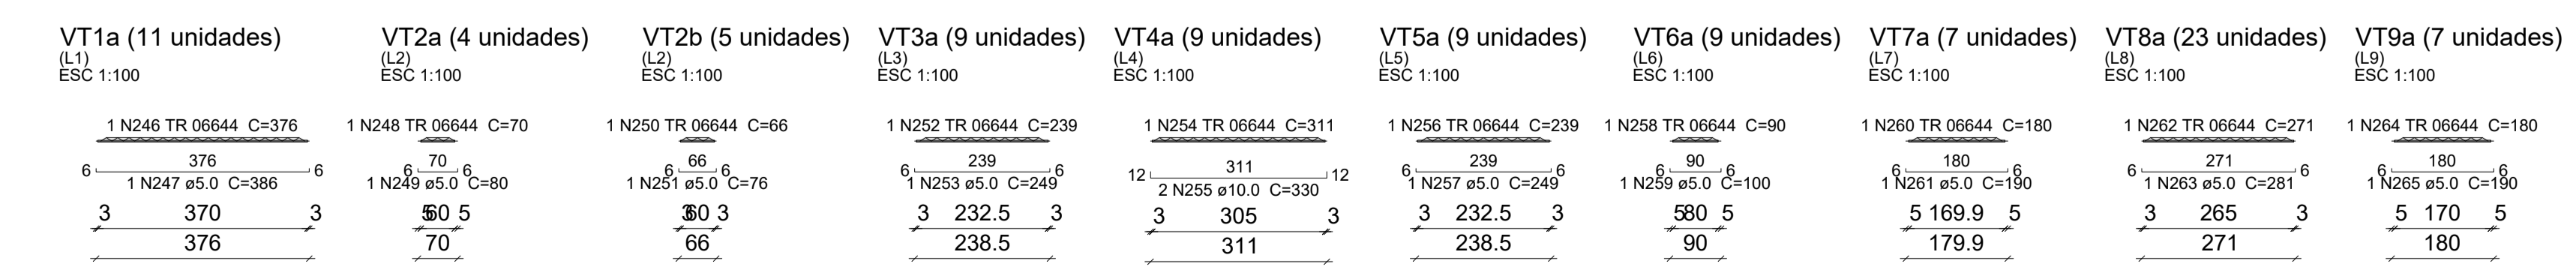 VT1a (11 unidades)
(L1)
ESC 1:100
1 N246 TR 06644 C=376
376
6 6
1 N247 ø5.0 C=386
3 370 3
376
VT2a (4 unidades)
(L2)
ESC 1:100
1 N248 TR 06644 C=70
70
6 6
1 N249 ø5.0 C=80
5 60 5
70
VT2b (5 unidades)
(L2)
ESC 1:100
1 N250 TR 06644 C=66
66
6 6
1 N251 ø5.0 C=76
3 60 3
66
VT3a (9 unidades)
(L3)
ESC 1:100
1 N252 TR 06644 C=239
239
6 6
1 N253 ø5.0 C=249
3 232.5 3
238.5
VT4a (9 unidades)
(L4)
ESC 1:100
1 N254 TR 06644 C=311
311
12 12
2 N255 ø10.0 C=330
3 305 3
311
VT5a (9 unidades)
(L5)
ESC 1:100
1 N256 TR 06644 C=239
239
6 6
1 N257 ø5.0 C=249
3 232.5 3
238.5
VT6a (9 unidades)
(L6)
ESC 1:100
1 N258 TR 06644 C=90
90
6 6
1 N259 ø5.0 C=100
5 80 5
90
VT7a (7 unidades)
(L7)
ESC 1:100
1 N260 TR 06644 C=180
180
6 6
1 N261 ø5.0 C=190
5 169.9 5
179.9
VT8a (23 unidades)
(L8)
ESC 1:100
1 N262 TR 06644 C=271
271
6 6
1 N263 ø5.0 C=281
3 265 3
271
VT9a (7 unidades)
(L9)
ESC 1:100
1 N264 TR 06644 C=180
180
6 6
1 N265 ø5.0 C=190
5 170 5
180